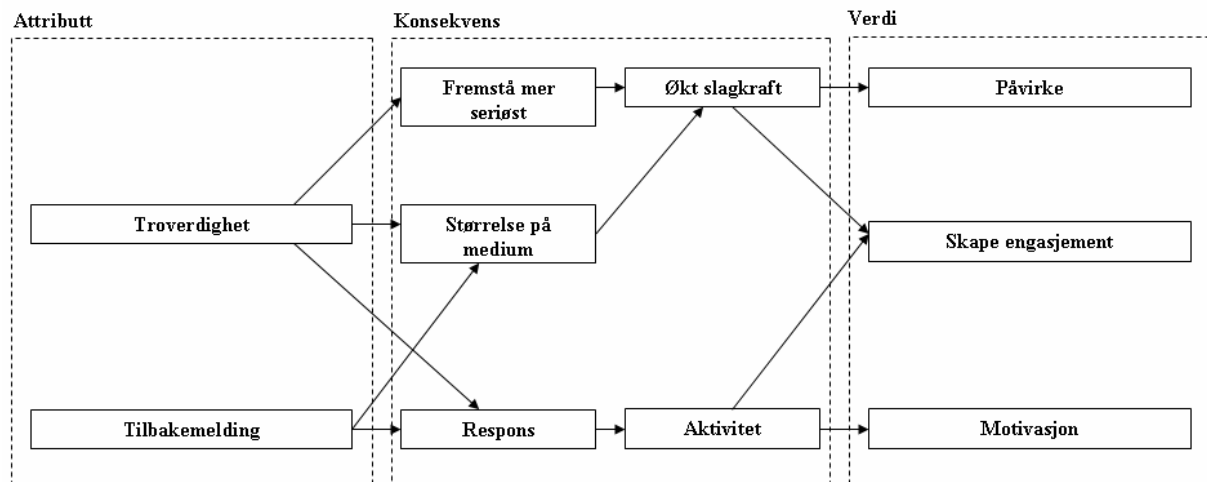 Attributt
Konsekvens
Verdi
Fremstå mer
seriøst
Økt slagkraft
Påvirke
Troverdighet
Størrelse på
medium
Skape engasjement
Tilbakemelding
Respons
Aktivitet
Motivasjon